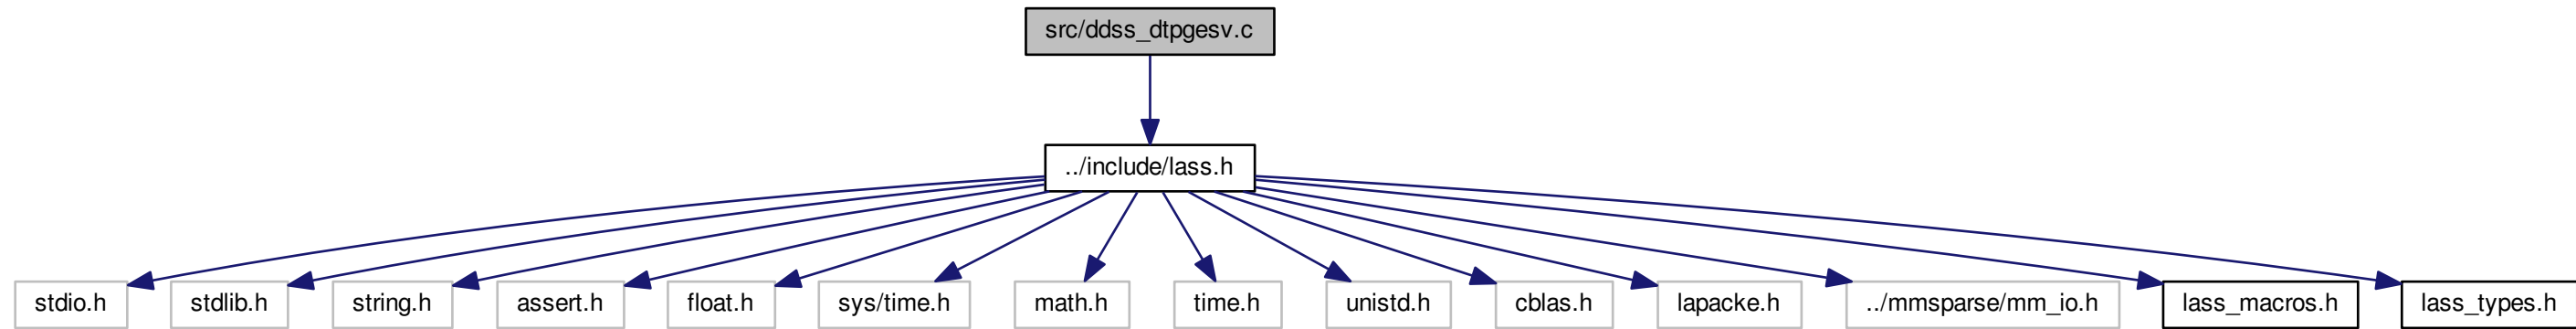 src/ddss_dtpgesv.c
../include/lass.h
stdio.h
stdlib.h
string.h
assert.h
float.h
sys/time.h
math.h
time.h
unistd.h
cblas.h
lapacke.h
../mmsparse/mm_io.h
lass_macros.h
lass_types.h